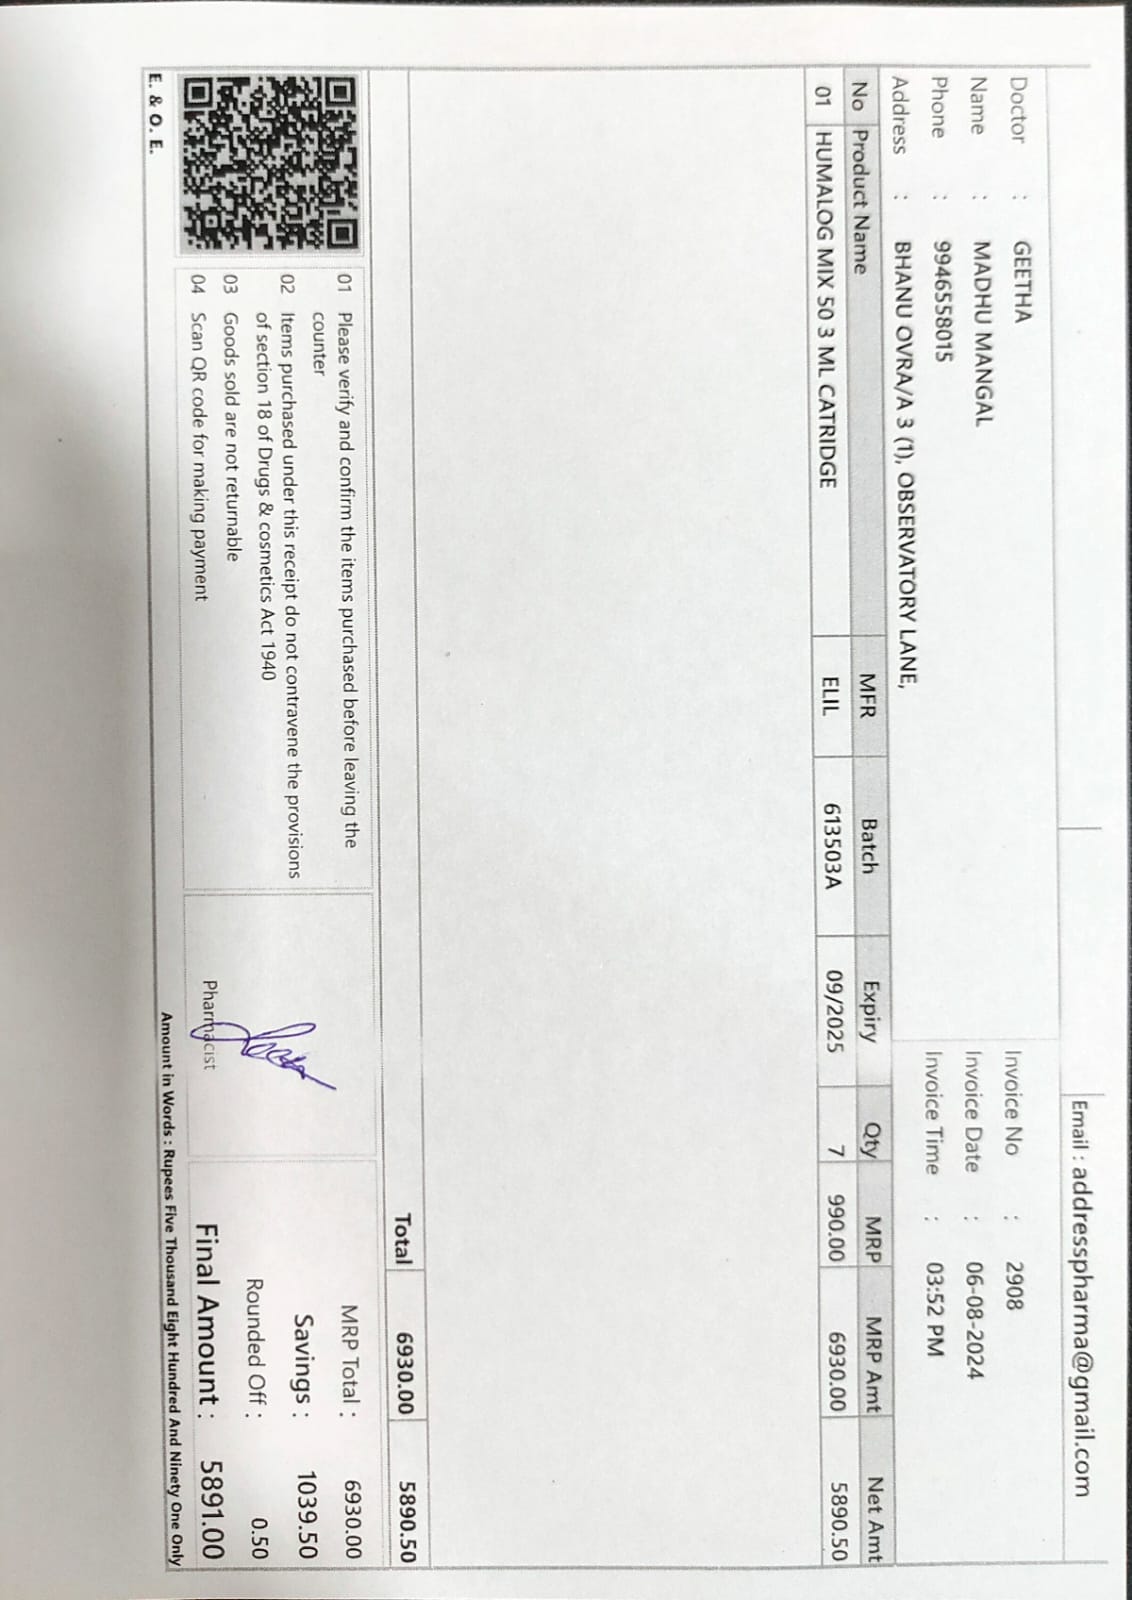 Email : addresspharma@gmail.com
Doctor : GEETHA
Name : MADHU MANGAL
Phone : 9946558015
Address : BHANU OVRA/A 3 (1), OBSERVATORY LANE,
Invoice No : 2908
Invoice Date : 06-08-2024
Invoice Time : 03:52 PM
No Product Name MFR Batch Expiry Qty MRP MRP Amt Net Amt
01 HUMALOG MIX 50 3 ML CATRIDGE ELIL 613503A 09/2025 7 990.00 6930.00 5890.50
Total 6930.00 5890.50
01 Please verify and confirm the items purchased before leaving the
counter
02 Items purchased under this receipt do not contravene the provisions
of section 18 of Drugs & cosmetics Act 1940
03 Goods sold are not returnable
04 Scan QR code for making payment
Pharmacist
MRP Total : 6930.00
Savings : 1039.50
Rounded Off : 0.50
Final Amount : 5891.00
E. & O. E.
Amount in Words : Rupees Five Thousand Eight Hundred And Ninety One Only